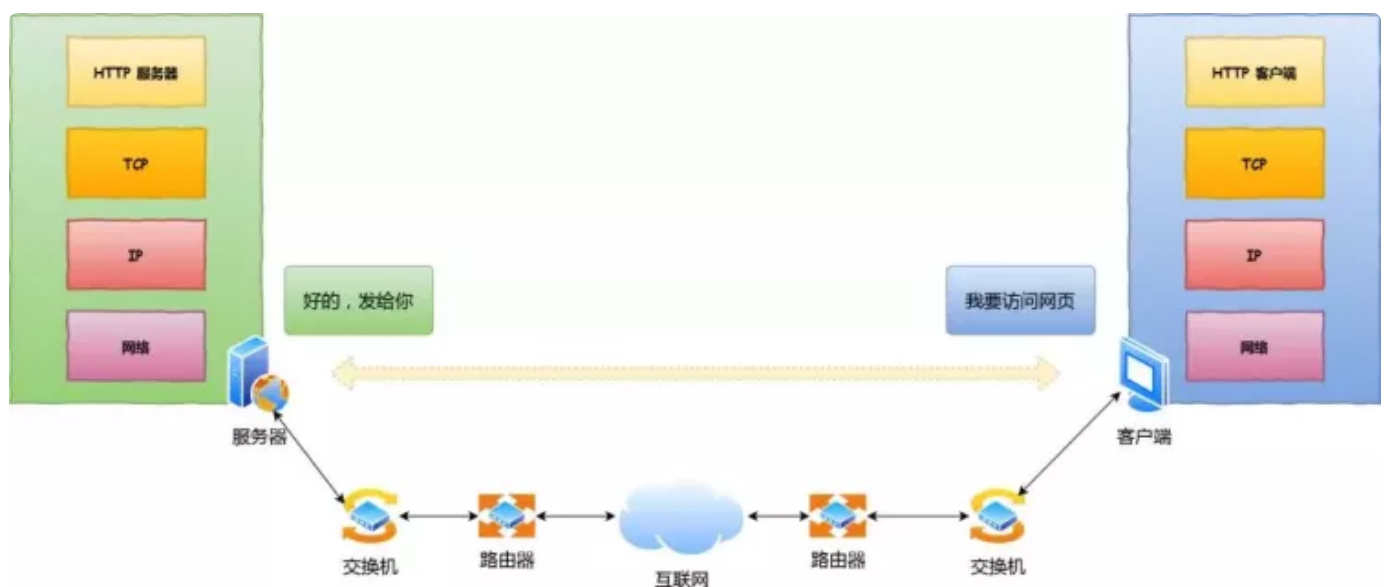 HTTP 服务器
TCP
IP
网络
好的，发给你
服务器
HTTP 客户端
TCP
IP
网络
我要访问网页
客户端
交换机
路由器
互联网
路由器
交换机